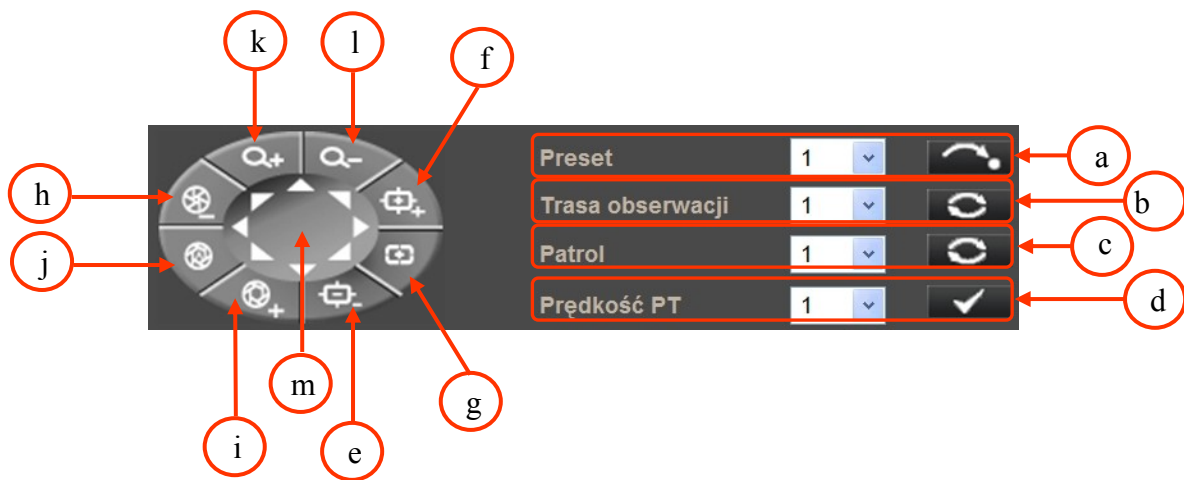 k l f
h Preset 1 a
Trasa obserwacji 1 b
j Patrol 1 c
Prędkość PT 1 d
m g
i e